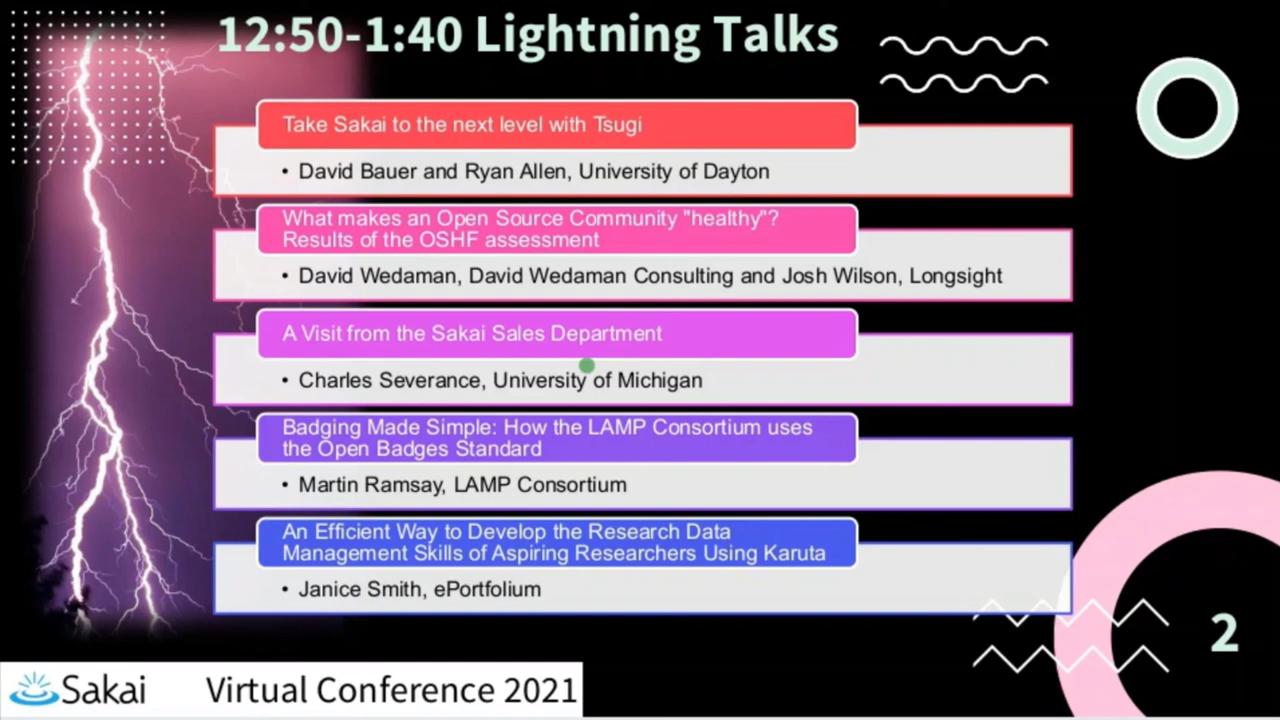 12:50-1:40 Lightning Talks
Take Sakai to the next level with Tsugi
• David Bauer and Ryan Allen, University of Dayton
What makes an Open Source Community "healthy"?
Results of the OSHF assessment
• David Wedaman, David Wedaman Consulting and Josh Wilson, Longsight
A Visit from the Sakai Sales Department
• Charles Severance, University of Michigan
Badging Made Simple: How the LAMP Consortium uses
the Open Badges Standard
• Martin Ramsay, LAMP Consortium
An Efficient Way to Develop the Research Data
Management Skills of Aspiring Researchers Using Karuta
• Janice Smith, ePortfolium
2
Sakai Virtual Conference 2021